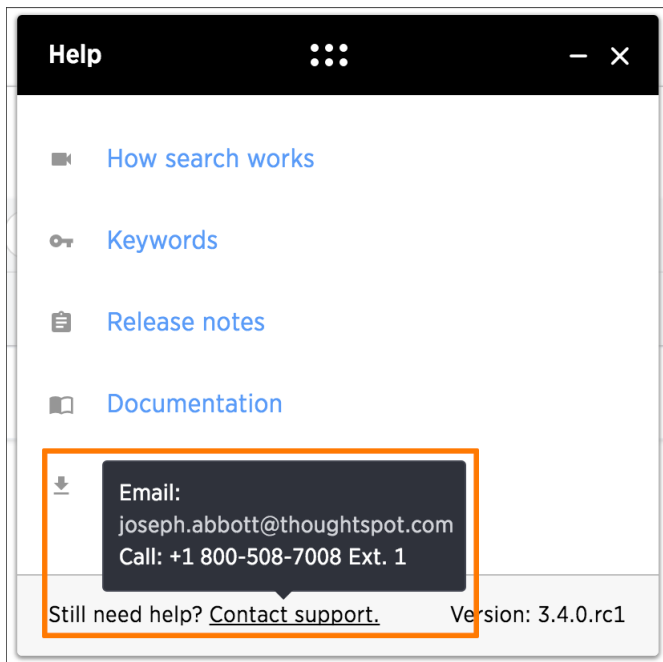 Help
How search works
Keywords
Release notes
Documentation
Email:
joseph.abbott@thoughtspot.com
Call: +1 800-508-7008 Ext. 1
Still need help? Contact support. Version: 3.4.0.rc1